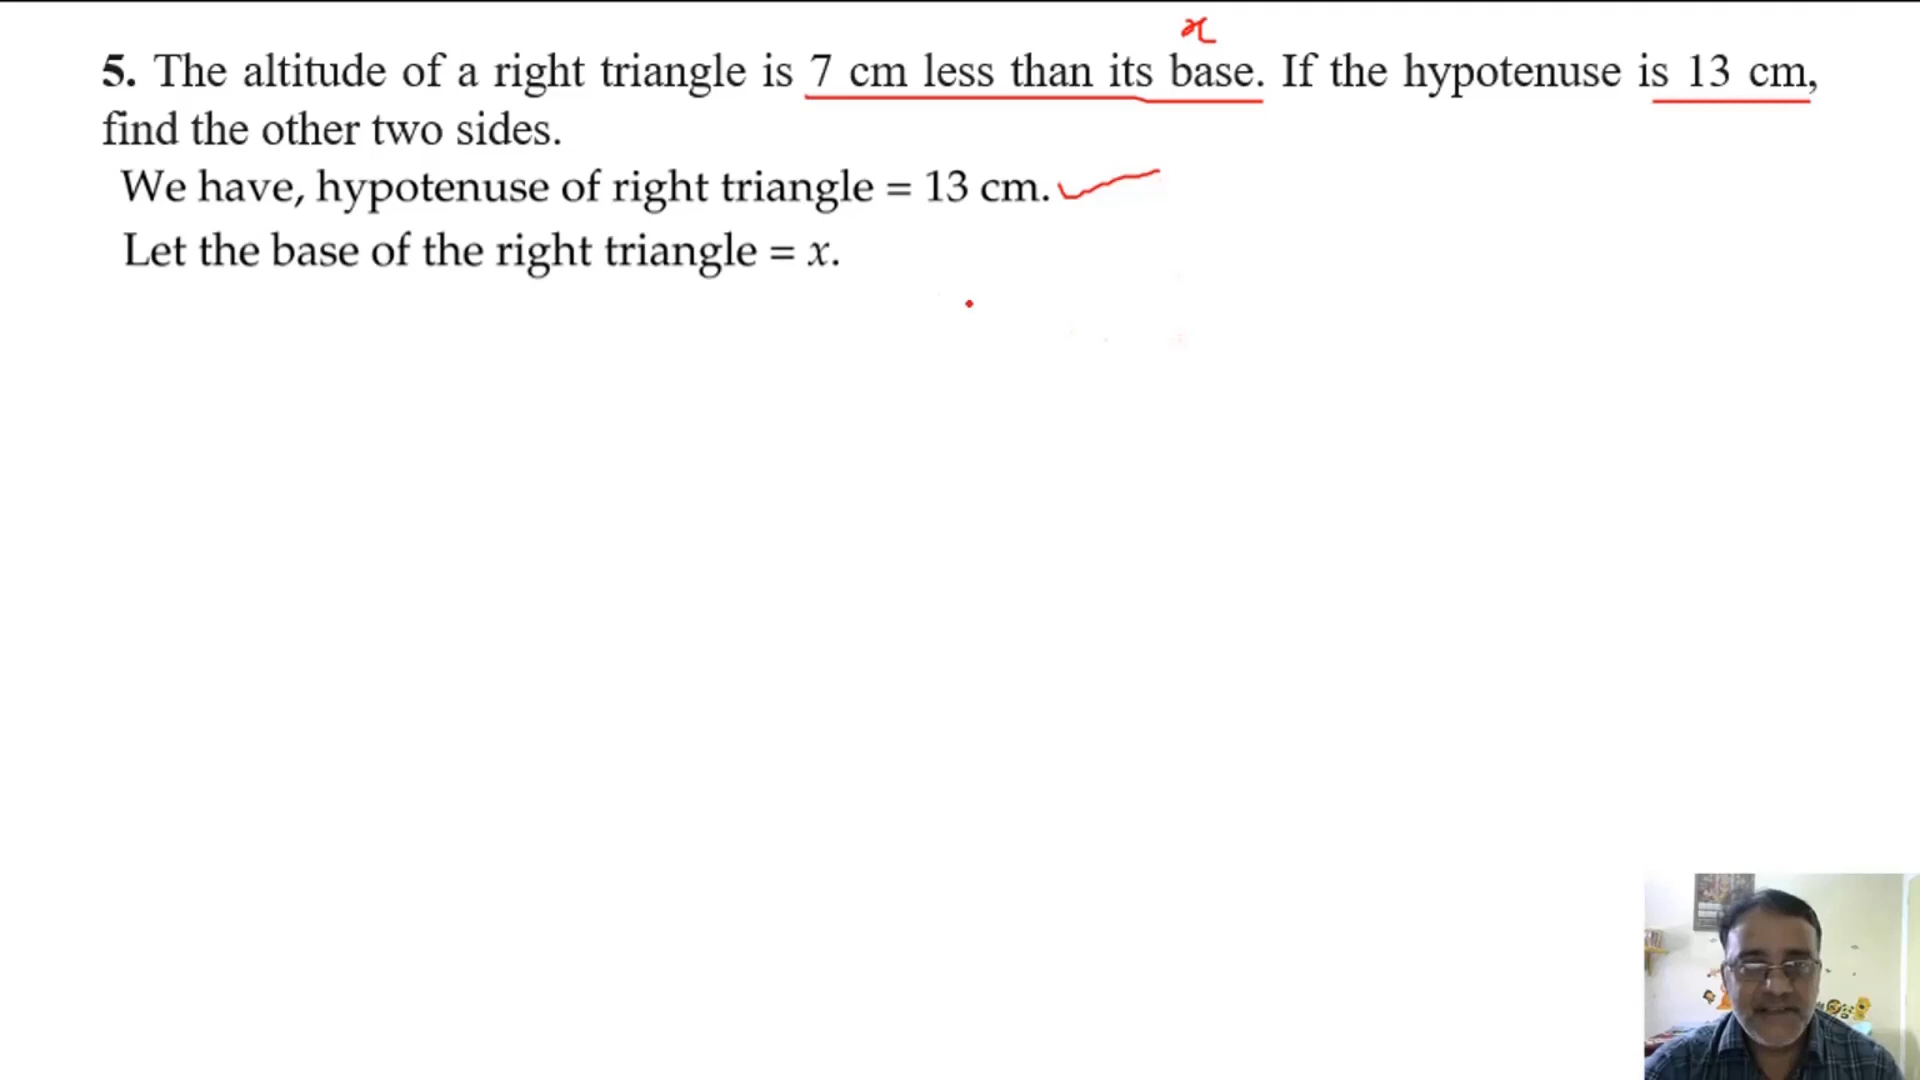 x
5. The altitude of a right triangle is 7 cm less than its base. If the hypotenuse is 13 cm,
find the other two sides.
We have, hypotenuse of right triangle = 13 cm.
Let the base of the right triangle = x.